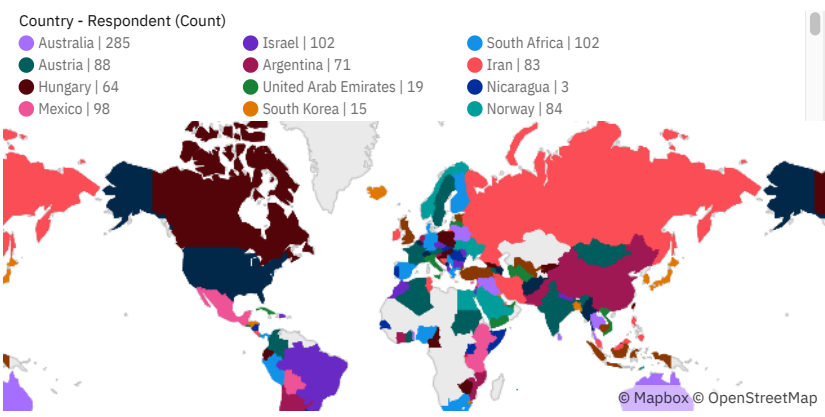 Country - Respondent (Count)
Australia | 285
Israel | 102
South Africa | 102
Austria | 88
Argentina | 71
Iran | 83
Hungary | 64
United Arab Emirates | 19
Nicaragua | 3
Mexico | 98
South Korea | 15
Norway | 84
© Mapbox © OpenStreetMap